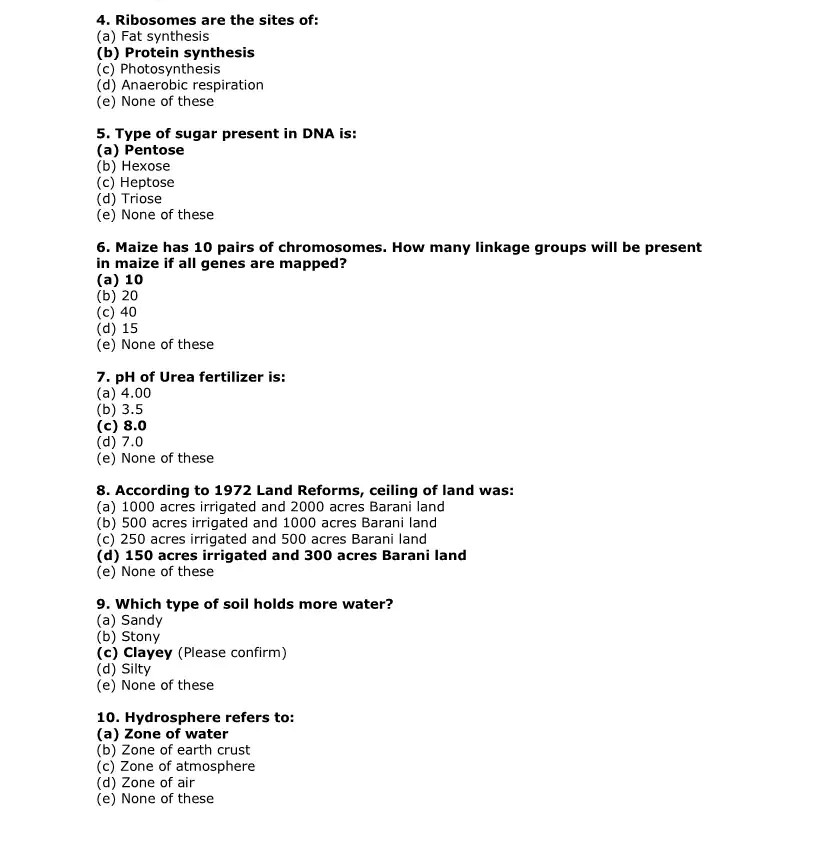 4. Ribosomes are the sites of:
(a) Fat synthesis
(b) Protein synthesis
(c) Photosynthesis
(d) Anaerobic respiration
(e) None of these
5. Type of sugar present in DNA is:
(a) Pentose
(b) Hexose
(c) Heptose
(d) Triose
(e) None of these
6. Maize has 10 pairs of chromosomes. How many linkage groups will be present
in maize if all genes are mapped?
(a) 10
(b) 20
(c) 40
(d) 15
(e) None of these
7. pH of Urea fertilizer is:
(a) 4.00
(b) 3.5
(c) 8.0
(d) 7.0
(e) None of these
8. According to 1972 Land Reforms, ceiling of land was:
(a) 1000 acres irrigated and 2000 acres Barani land
(b) 500 acres irrigated and 1000 acres Barani land
(c) 250 acres irrigated and 500 acres Barani land
(d) 150 acres irrigated and 300 acres Barani land
(e) None of these
9. Which type of soil holds more water?
(a) Sandy
(b) Stony
(c) Clayey (Please confirm)
(d) Silty
(e) None of these
10. Hydrosphere refers to:
(a) Zone of water
(b) Zone of earth crust
(c) Zone of atmosphere
(d) Zone of air
(e) None of these